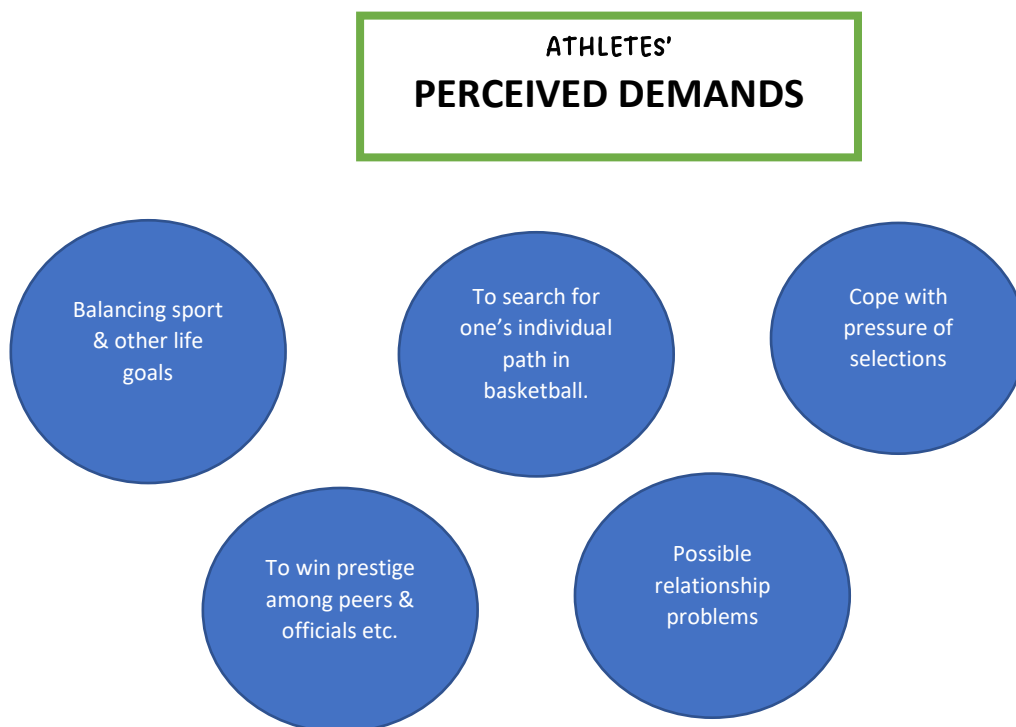 ATHLETES'
PERCEIVED DEMANDS
Balancing sport
& other life
goals
To search for
one’s individual
path in
basketball.
Cope with
pressure of
selections
To win prestige
among peers &
officials etc.
Possible
relationship
problems